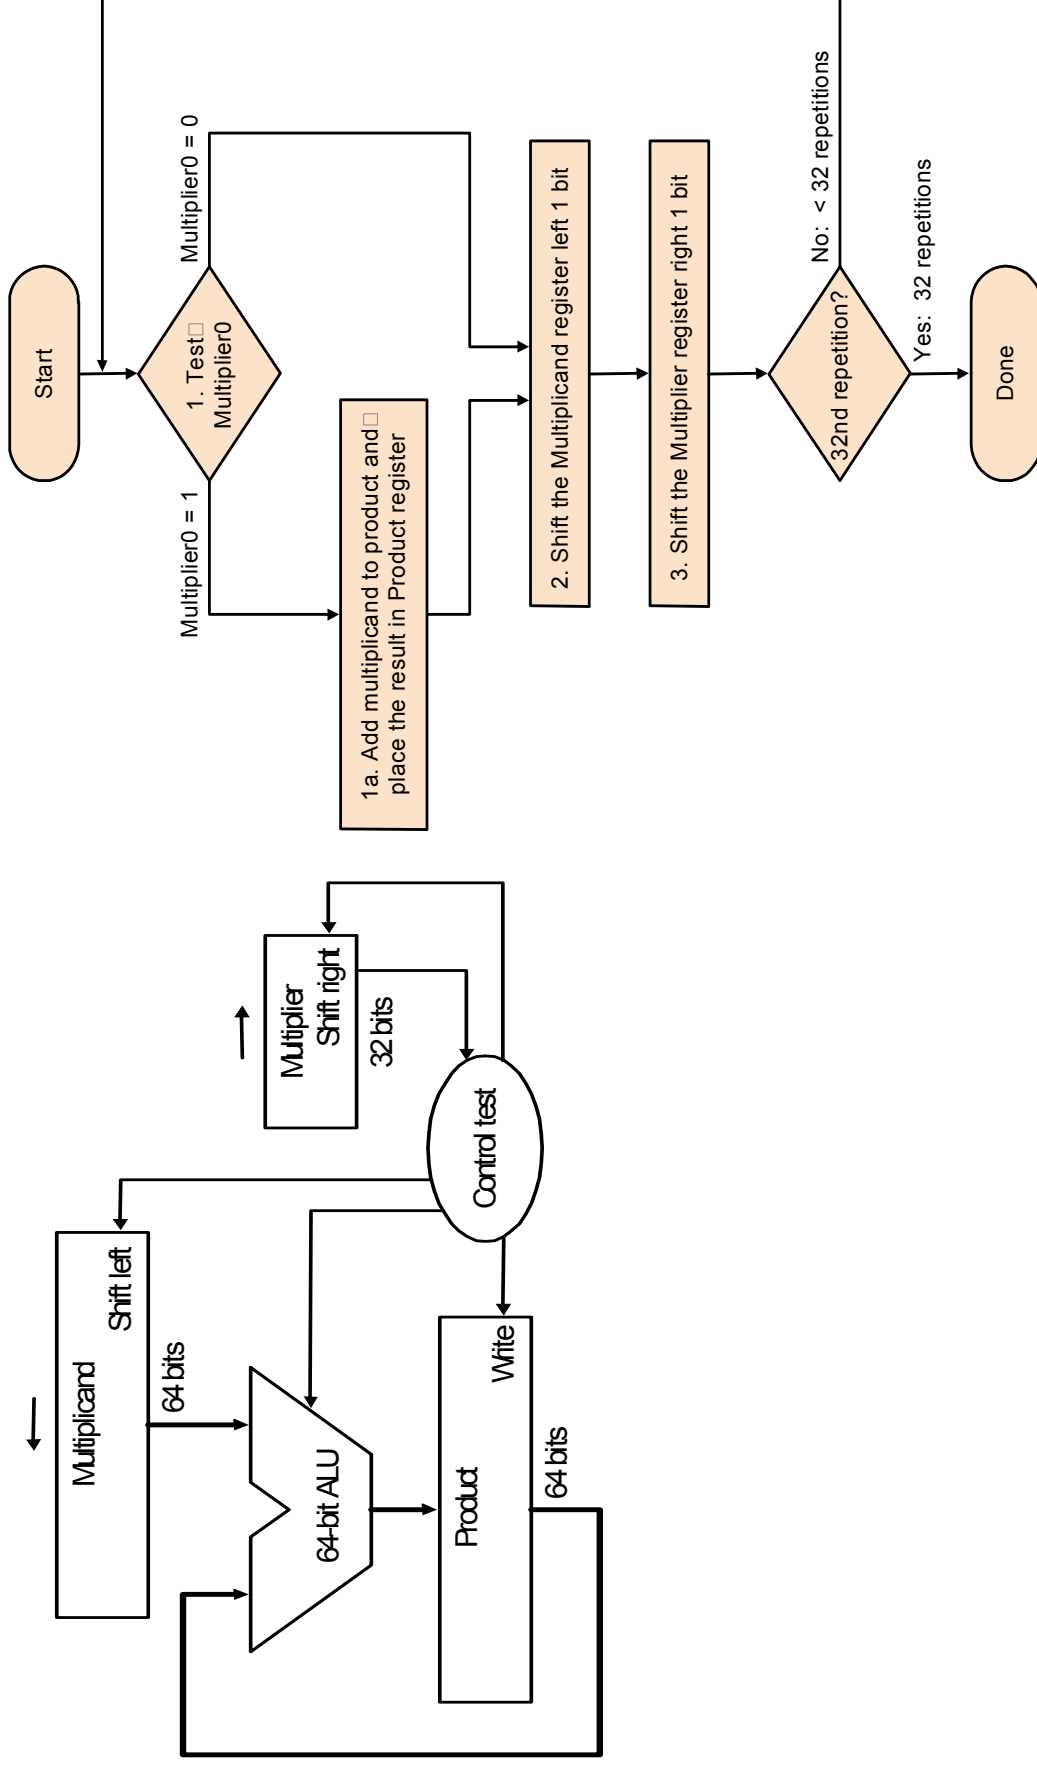 Multiplicand
Shift left
64 bits
64-bit ALU
Multiplier
Shift right
32 bits
Product
Write
64 bits
Control test
Start
Multiplier0 = 1
1. Test
Multiplier0
Multiplier0 = 0
1a. Add multiplicand to product and
place the result in Product register
2. Shift the Multiplicand register left 1 bit
3. Shift the Multiplier register right 1 bit
32nd repetition?
No: < 32 repetitions
Yes: 32 repetitions
Done